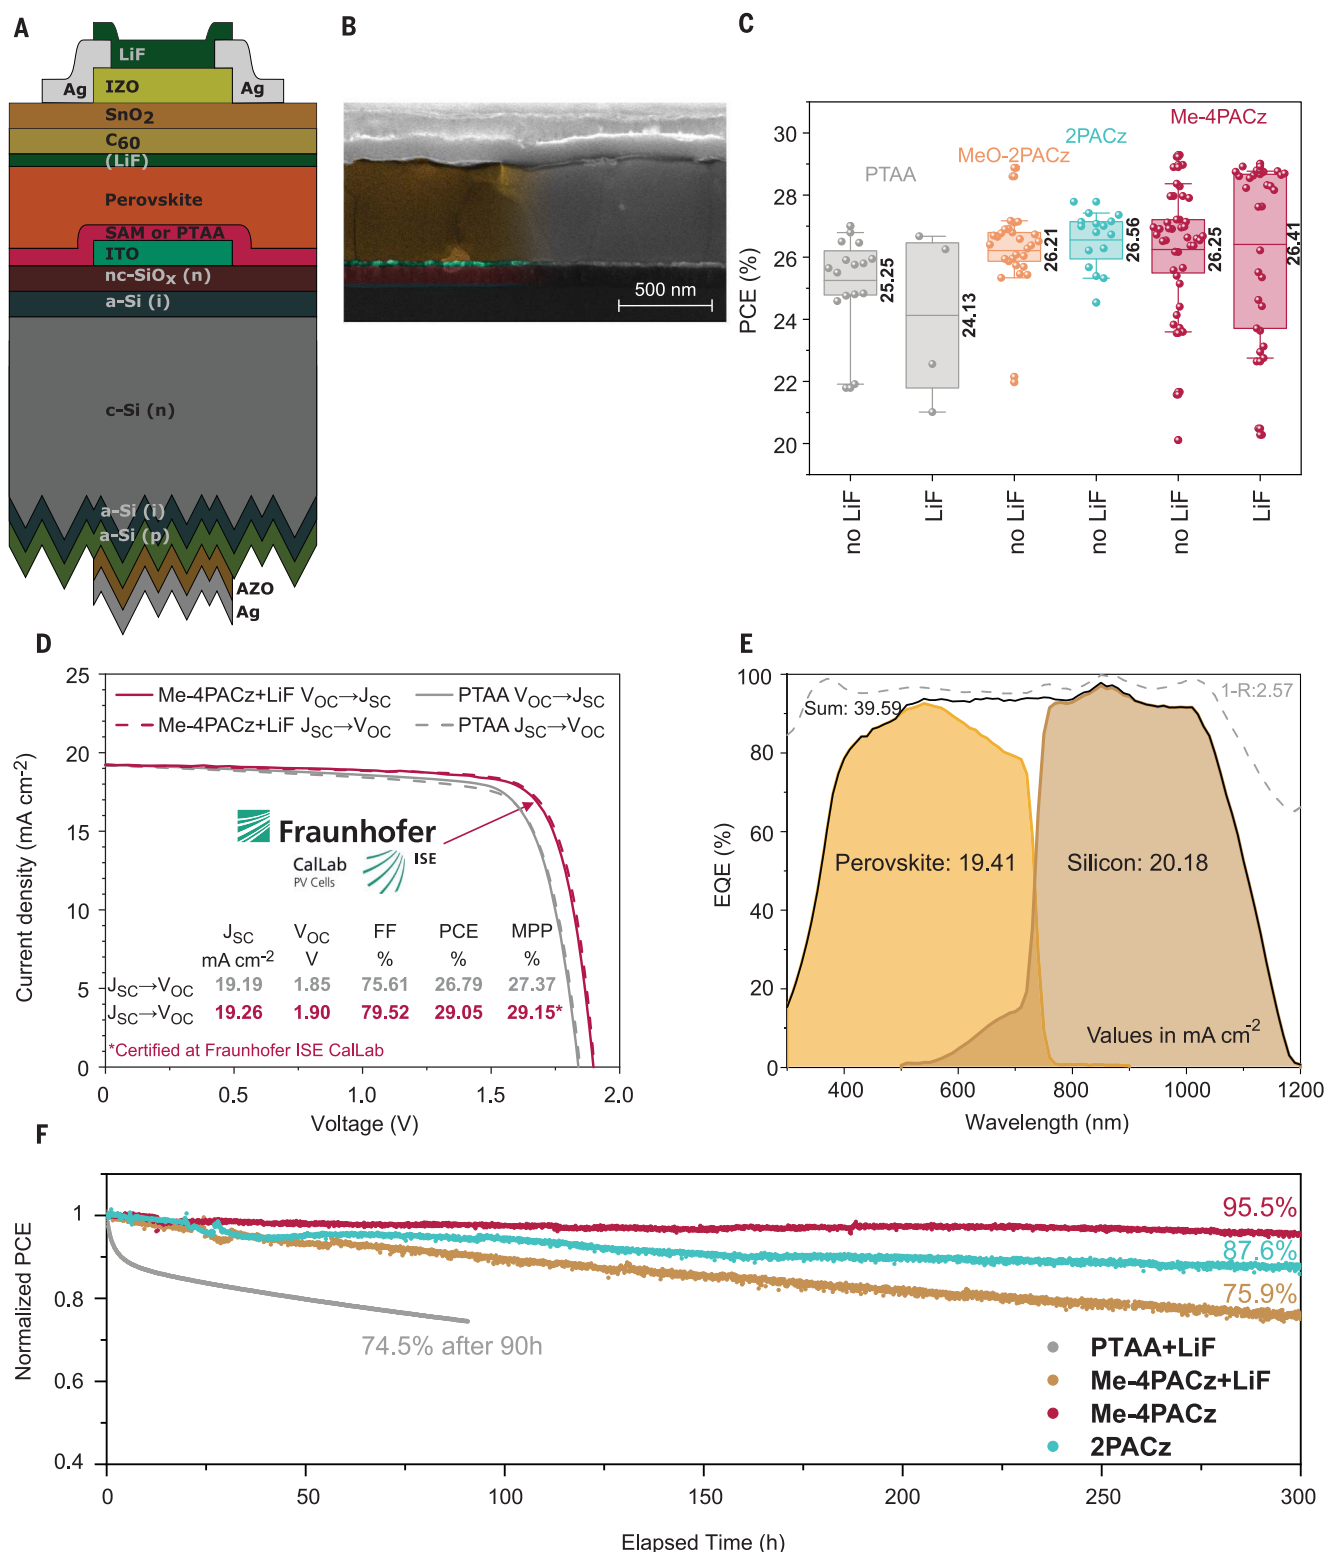 A
LiF
Ag
IZO
Ag
SnO2
C60
(LiF)
Perovskite
SAM or PTAA
ITO
nc-SiOx (n)
a-Si (i)
c-Si (n)
a-Si (i)
a-Si (p)
AZO
Ag
B
500 nm
C
PCE (%)
30
28
26
24
22
20
PTAA
MeO-2PACz
2PACz
Me-4PACz
25.25
24.13
26.21
26.56
26.25
26.41
no LiF
LiF
no LiF
no LiF
no LiF
LiF
D
Current density (mA cm-2)
25
20
15
10
5
0
Me-4PACz+LiF VOC→JSC
PTAA VOC→JSC
Me-4PACz+LiF JSC→VOC
PTAA JSC→VOC
Fraunhofer
ISE
CalLab
PV Cells
JSC VOC FF PCE MPP
mA cm-2 V % % %
JSC→VOC 19.19 1.85 75.61 26.79 27.37
JSC→VOC 19.26 1.90 79.52 29.05 29.15*
*Certified at Fraunhofer ISE CalLab
0 0.5 1.0 1.5 2.0
Voltage (V)
E
EQE (%)
100
80
60
40
20
0
Sum: 39.59
1-R:2.57
Perovskite: 19.41
Silicon: 20.18
Values in mA cm-2
400 600 800 1000 1200
Wavelength (nm)
F
Normalized PCE
1
0.8
0.6
0.4
95.5%
87.6%
75.9%
74.5% after 90h
PTAA+LiF
Me-4PACz+LiF
Me-4PACz
2PACz
0 50 100 150 200 250 300
Elapsed Time (h)